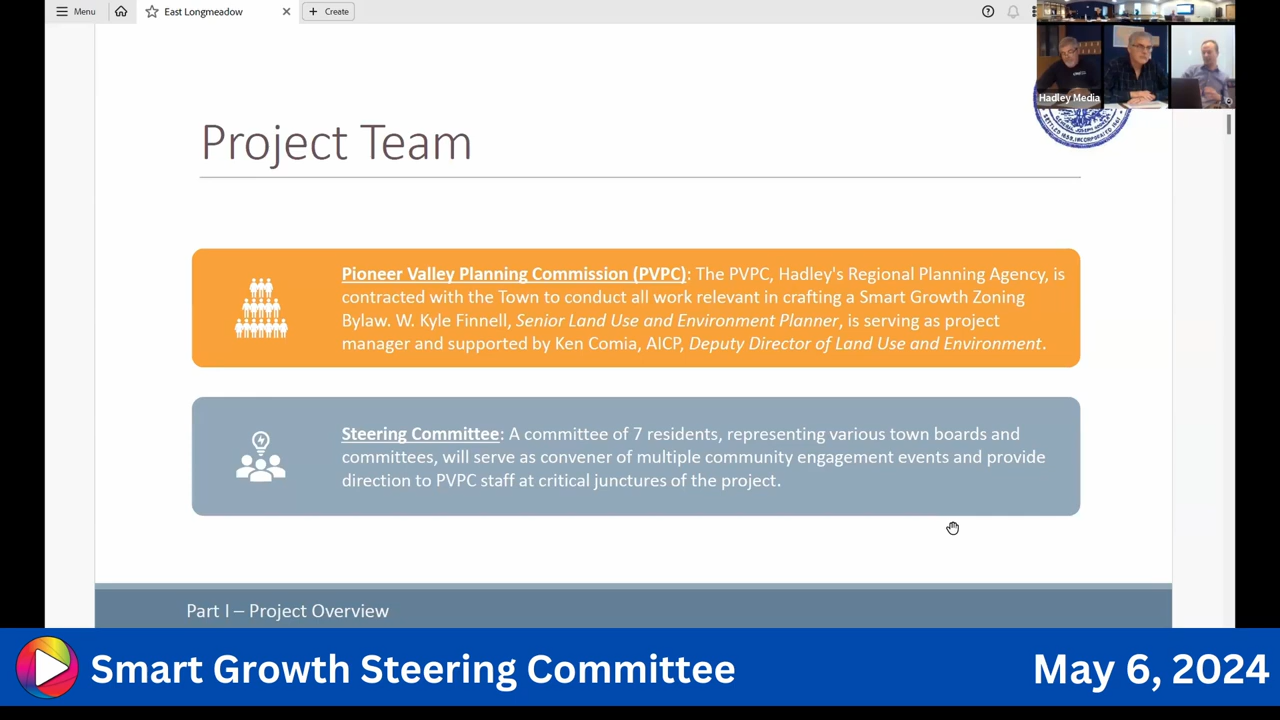 Menu
East Longmeadow
Create
Hadley Media
Project Team
Pioneer Valley Planning Commission (PVPC): The PVPC, Hadley's Regional Planning Agency, is
contracted with the Town to conduct all work relevant in crafting a Smart Growth Zoning
Bylaw. W. Kyle Finnell, Senior Land Use and Environment Planner, is serving as project
manager and supported by Ken Comia, AICP, Deputy Director of Land Use and Environment.
Steering Committee: A committee of 7 residents, representing various town boards and
committees, will serve as convener of multiple community engagement events and provide
direction to PVPC staff at critical junctures of the project.
Part I – Project Overview
Smart Growth Steering Committee
May 6, 2024